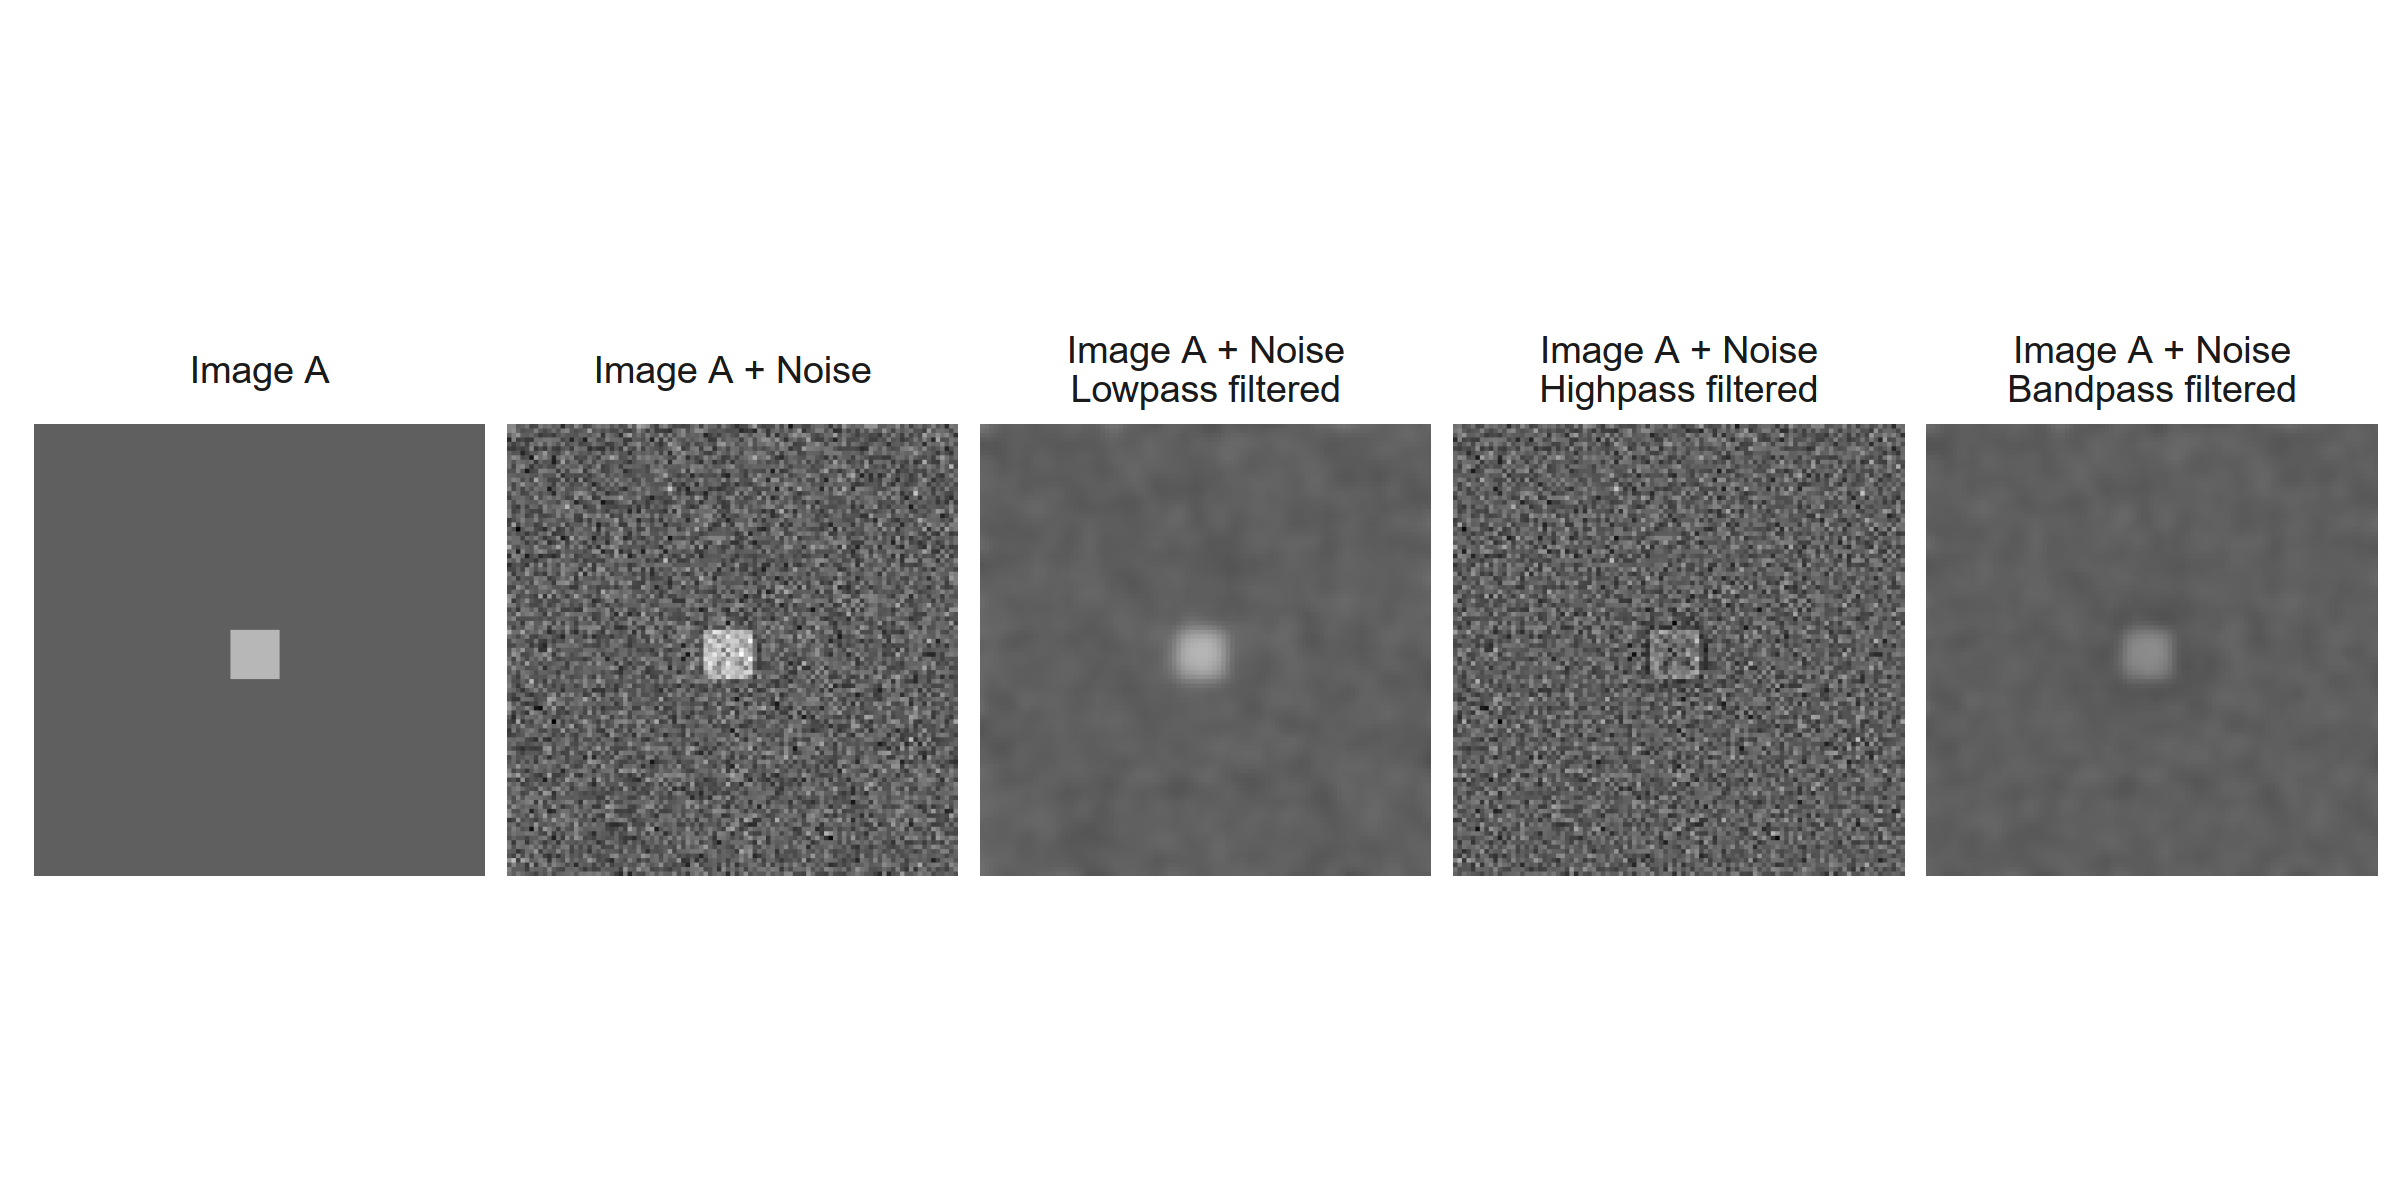 Image A
Image A + Noise
Image A + Noise
Lowpass filtered
Image A + Noise
Highpass filtered
Image A + Noise
Bandpass filtered